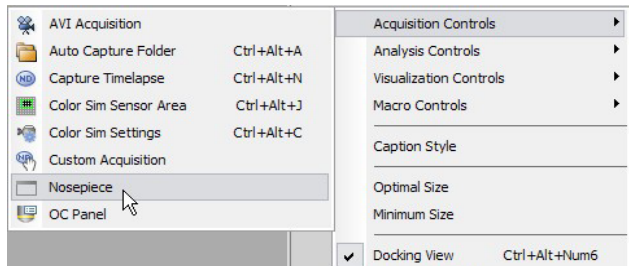 AVI Acquisition
Auto Capture Folder Ctrl+Alt+A
Capture Timelapse Ctrl+Alt+N
Color Sim Sensor Area Ctrl+Alt+J
Color Sim Settings Ctrl+Alt+C
Custom Acquisition
Nosepiece
OC Panel
Acquisition Controls
Analysis Controls
Visualization Controls
Macro Controls
Caption Style
Optimal Size
Minimum Size
Docking View Ctrl+Alt+Num6